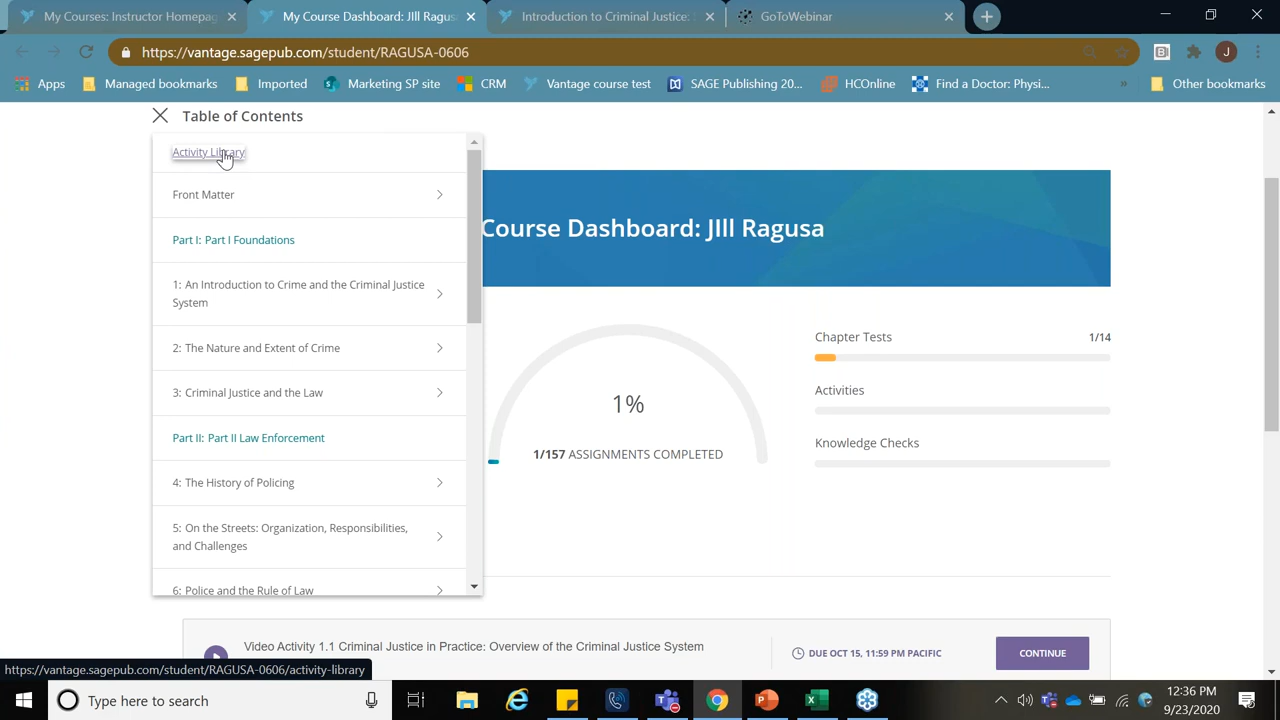 My Courses: Instructor Homepag
My Course Dashboard: JIll Ragusa
Introduction to Criminal Justice:
GoToWebinar
https://vantage.sagepub.com/student/RAGUSA-0606
J
Apps
Managed bookmarks
Imported
Marketing SP site
CRM
Vantage course test
SAGE Publishing 20...
HCOnline
Find a Doctor: Physi...
»
Other bookmarks
Table of Contents
Activity Library
Front Matter
Part I: Part I Foundations
1: An Introduction to Crime and the Criminal Justice
System
2: The Nature and Extent of Crime
3: Criminal Justice and the Law
Part II: Part II Law Enforcement
4: The History of Policing
5: On the Streets: Organization, Responsibilities,
and Challenges
6: Police and the Rule of Law
Course Dashboard: JIll Ragusa
1%
1/157 ASSIGNMENTS COMPLETED
Chapter Tests 1/14
Activities
Knowledge Checks
Video Activity 1.1 Criminal Justice in Practice: Overview of the Criminal Justice System
DUE OCT 15, 11:59 PM PACIFIC
CONTINUE
https://vantage.sagepub.com/student/RAGUSA-0606/activity-library
Type here to search
12:36 PM
9/23/2020